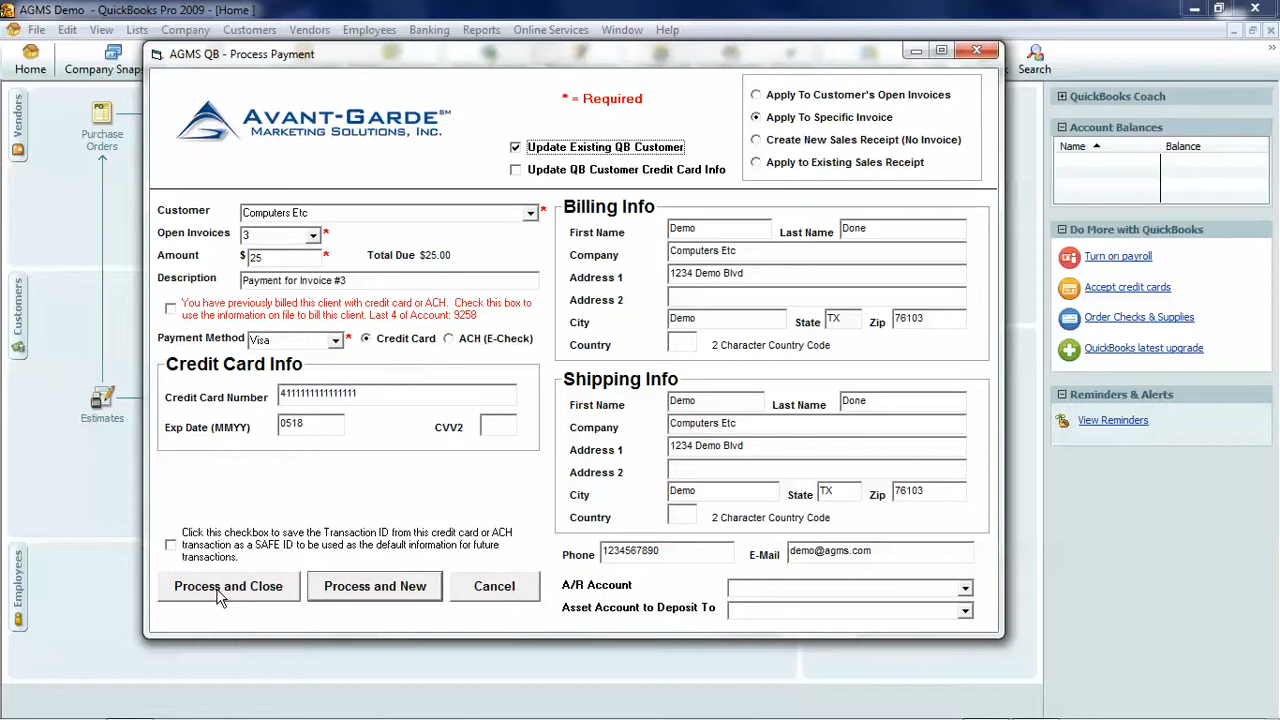 AGMS Demo - QuickBooks Pro 2009 - [Home ]
File Edit View Lists Company Customers Vendors Employees Banking Reports Online Services Window Help
Home Company Snaps Search
Vendors
Purchase
Orders
Customers
Estimates
Employees
AGMS QB - Process Payment
AVANT-GARDE SM
MARKETING SOLUTIONS, INC.
* = Required
Update Existing QB Customer
Update QB Customer Credit Card Info
Apply To Customer's Open Invoices
Apply To Specific Invoice
Create New Sales Receipt (No Invoice)
Apply to Existing Sales Receipt
Customer Computers Etc *
Open Invoices 3 *
Amount $ 25 * Total Due $25.00
Description Payment for Invoice #3
You have previously billed this client with credit card or ACH. Check this box to
use the information on file to bill this client. Last 4 of Account: 9258
Payment Method Visa * Credit Card ACH (E-Check)
Credit Card Info
Credit Card Number 4111111111111111
Exp Date (MMYY) 0518 CVV2
Click this checkbox to save the Transaction ID from this credit card or ACH
transaction as a SAFE ID to be used as the default information for future
transactions.
Process and Close Process and New Cancel
Billing Info
First Name Demo Last Name Done
Company Computers Etc
Address 1 1234 Demo Blvd
Address 2
City Demo State TX Zip 76103
Country 2 Character Country Code
Shipping Info
First Name Demo Last Name Done
Company Computers Etc
Address 1 1234 Demo Blvd
Address 2
City Demo State TX Zip 76103
Country 2 Character Country Code
Phone 1234567890 E-Mail demo@agms.com
A/R Account
Asset Account to Deposit To
QuickBooks Coach
Account Balances
Name Balance
Do More with QuickBooks
Turn on payroll
Accept credit cards
Order Checks & Supplies
QuickBooks latest upgrade
Reminders & Alerts
View Reminders